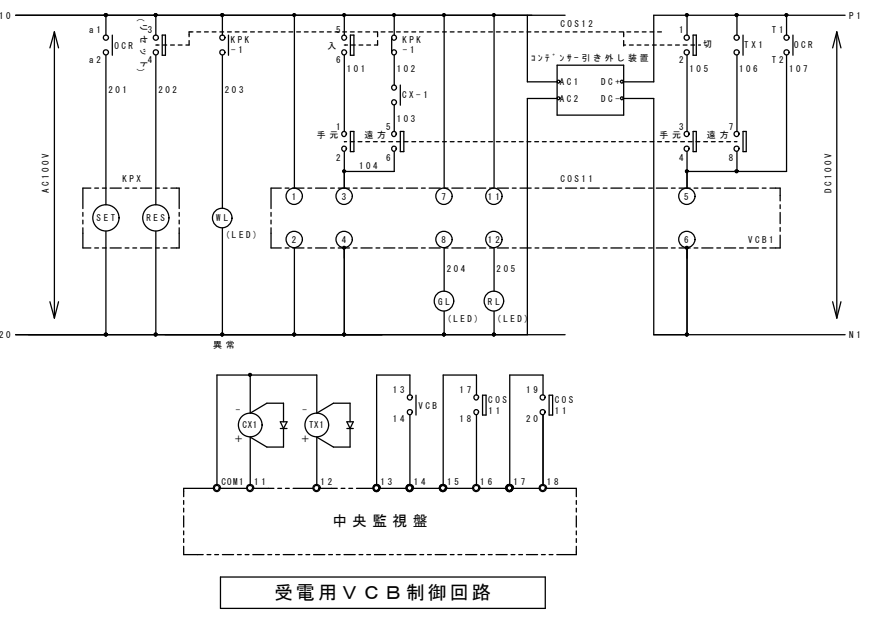 10
COS12
P1
a1
OCR
a2
3
(リセット)
4
KPK
-1
5
入
6
KPK
-1
コンデンサー引き外し装置
1
切
2
TX1
T1
OCR
T2
201
202
203
101
102
CX-1
103
AC1
DC+
AC2
DC-
105
106
107
1
手元
2
遠方
5
6
104
3
手元
4
遠方
7
8
AC100V
DC100V
KPX
COS11
SET
RES
WL
(LED)
1
3
7
11
5
2
4
8
12
6
VCB1
204
205
GL
(LED)
RL
(LED)
20
N1
異常
-
CX1
+
-
TX1
+
13
VCB
14
17
COS
11
18
19
COS
11
20
COM1
11
12
13
14
15
16
17
18
中央監視盤
受電用VCB制御回路